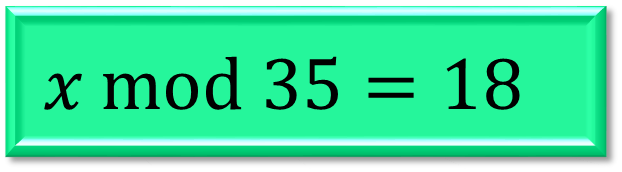 x mod 35 = 18